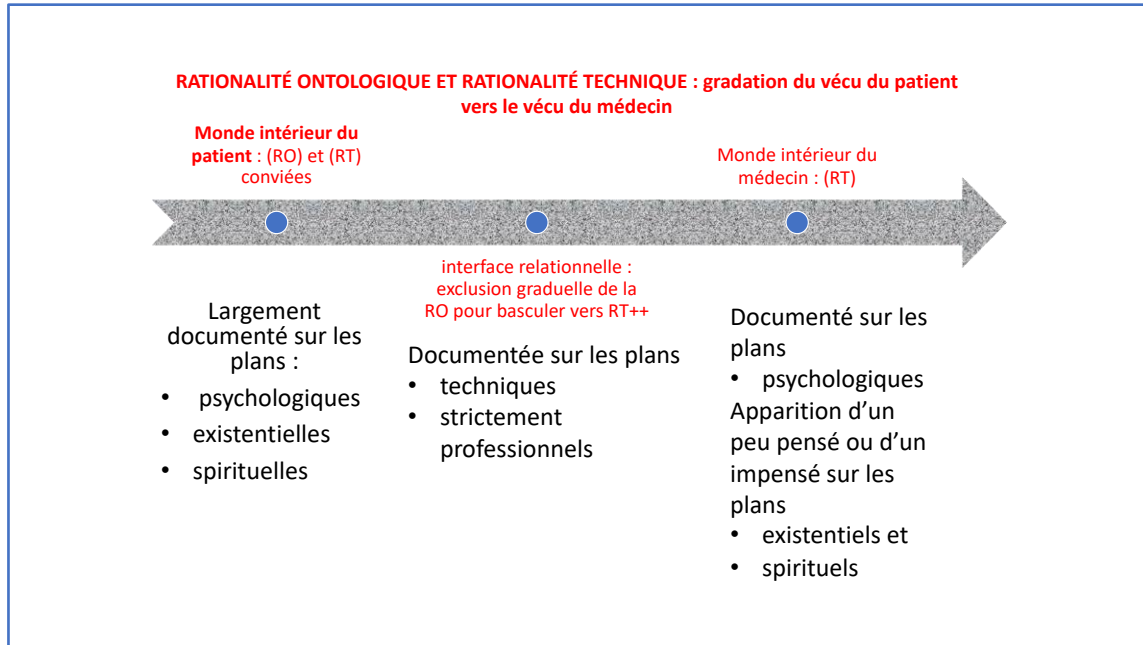 RATIONALITÉ ONTOLOGIQUE ET RATIONALITÉ TECHNIQUE : gradation du vécu du patient
vers le vécu du médecin
Monde intérieur du
patient : (RO) et (RT)
conviées
Monde intérieur du
médecin : (RT)
interface relationnelle :
exclusion graduelle de la
RO pour basculer vers RT++
Largement
documenté sur les
plans :
• psychologiques
• existentielles
• spirituelles
Documentée sur les plans
• techniques
• strictement
professionnels
Documenté sur les
plans
• psychologiques
Apparition d’un
peu pensé ou d’un
impensé sur les
plans
• existentiels et
• spirituels